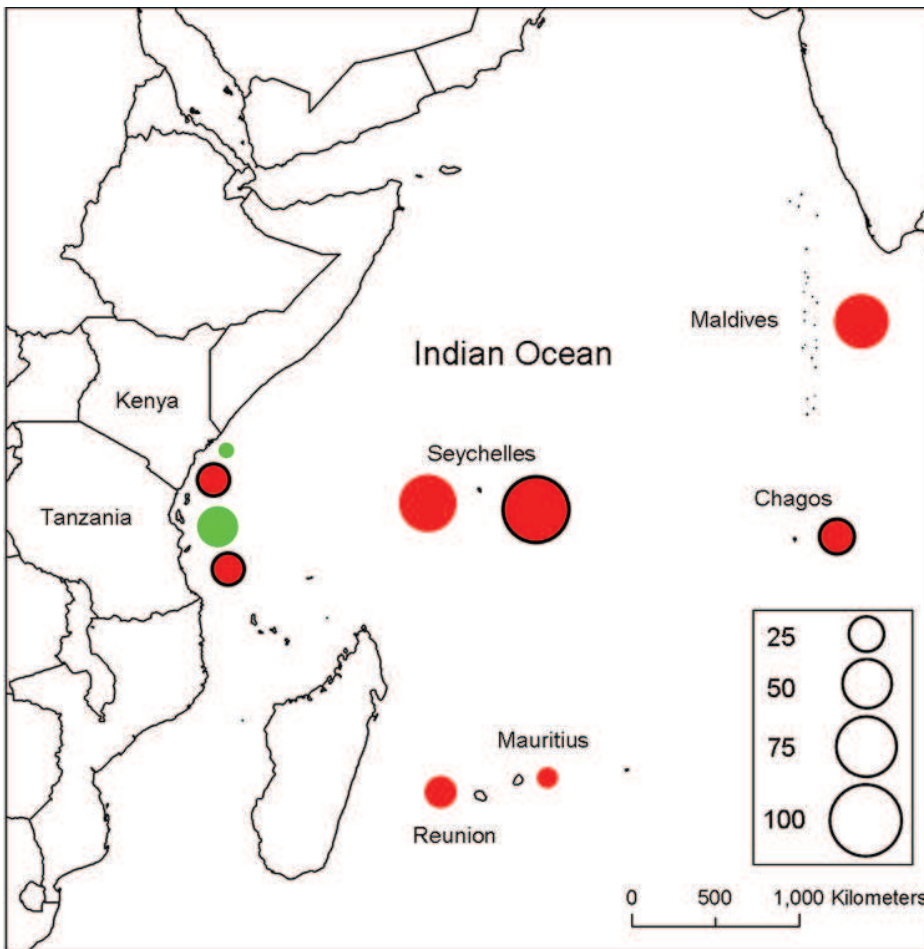 Maldives
Indian Ocean
Kenya
Seychelles
Chagos
Tanzania
25
50
75
100
Mauritius
Reunion
0 500 1,000 Kilometers